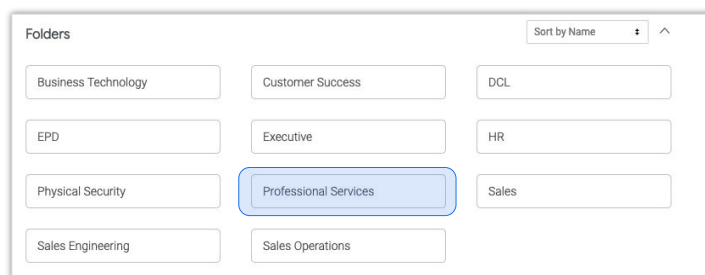 Folders Sort by Name
Business Technology Customer Success DCL
EPD Executive HR
Physical Security Professional Services Sales
Sales Engineering Sales Operations